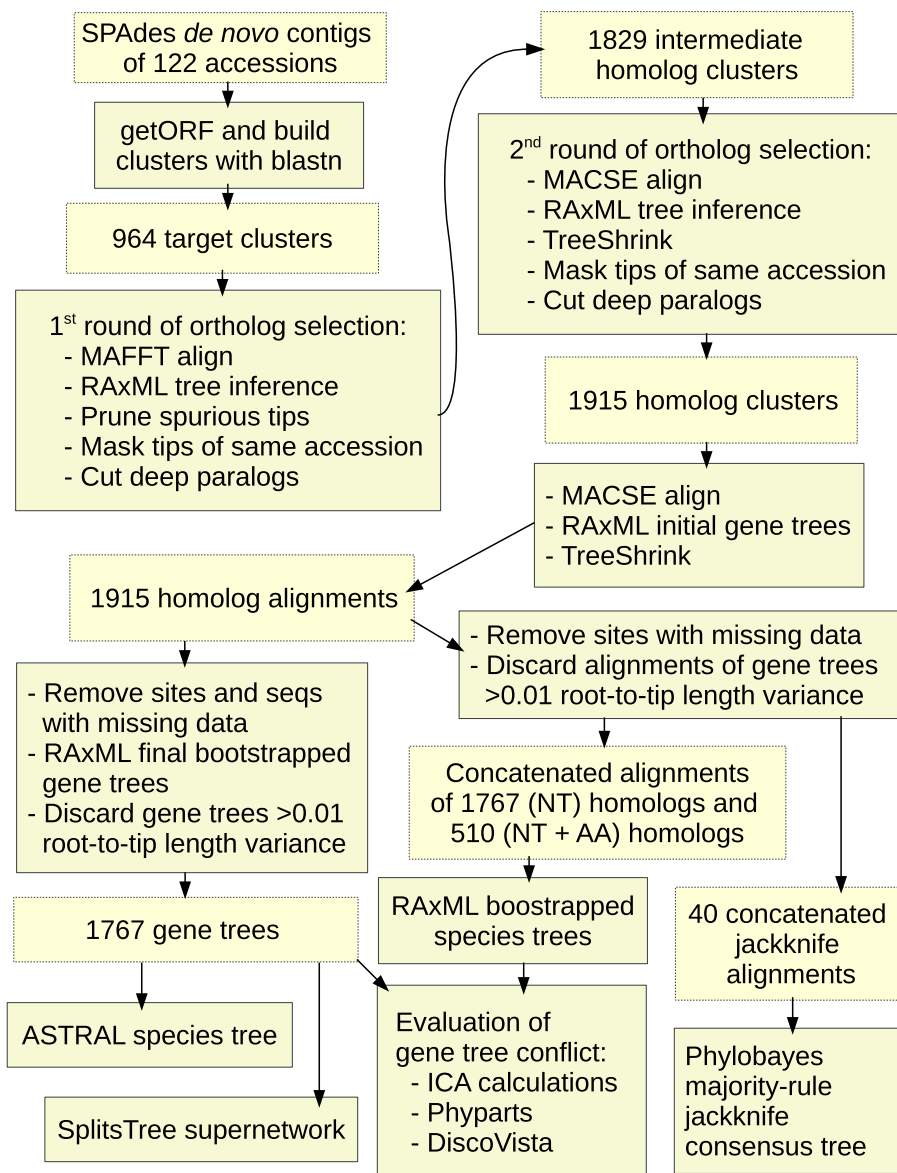 SPAdes de novo contigs
of 122 accessions
getORF and build
clusters with blastn
964 target clusters
1st round of ortholog selection:
- MAFFT align
- RAxML tree inference
- Prune spurious tips
- Mask tips of same accession
- Cut deep paralogs
1829 intermediate
homolog clusters
2nd round of ortholog selection:
- MACSE align
- RAxML tree inference
- TreeShrink
- Mask tips of same accession
- Cut deep paralogs
1915 homolog clusters
- MACSE align
- RAxML initial gene trees
- TreeShrink
1915 homolog alignments
- Remove sites and seqs
with missing data
- RAxML final bootstrapped
gene trees
- Discard gene trees >0.01
root-to-tip length variance
1767 gene trees
ASTRAL species tree
SplitsTree supernetwork
- Remove sites with missing data
- Discard alignments of gene trees
>0.01 root-to-tip length variance
Concatenated alignments
of 1767 (NT) homologs and
510 (NT + AA) homologs
RAxML boostrapped
species trees
Evaluation of
gene tree conflict:
- ICA calculations
- Phyparts
- DiscoVista
40 concatenated
jackknife
alignments
Phylobayes
majority-rule
jackknife
consensus tree